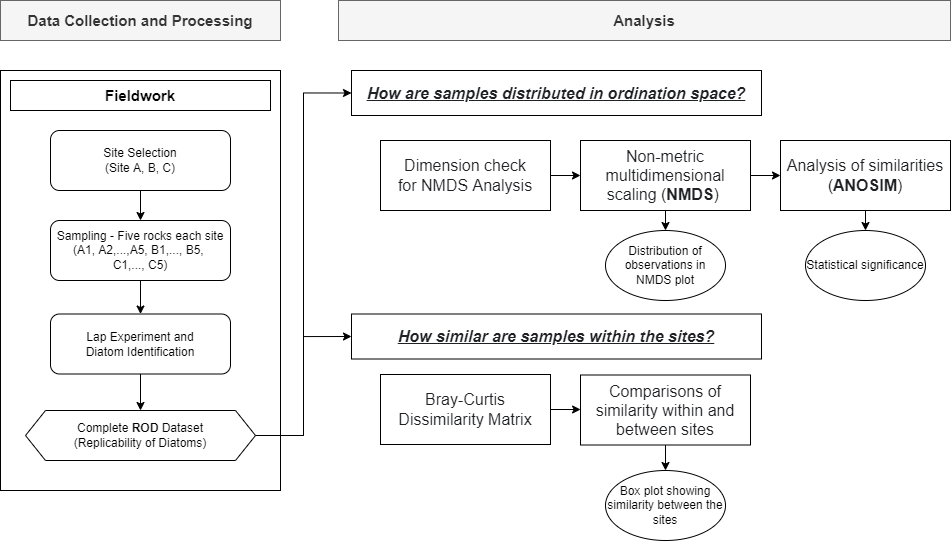 Data Collection and Processing
Analysis
Fieldwork
Site Selection
(Site A, B, C)
Sampling - Five rocks each site
(A1, A2,...,A5, B1,..., B5,
C1,..., C5)
Lap Experiment and
Diatom Identification
Complete ROD Dataset
(Replicability of Diatoms)
How are samples distributed in ordination space?
Dimension check
for NMDS Analysis
Non-metric
multidimensional
scaling (NMDS)
Analysis of similarities
(ANOSIM)
Distribution of
observations in
NMDS plot
Statistical significance
How similar are samples within the sites?
Bray-Curtis
Dissimilarity Matrix
Comparisons of
similarity within and
between sites
Box plot showing
similarity between the
sites